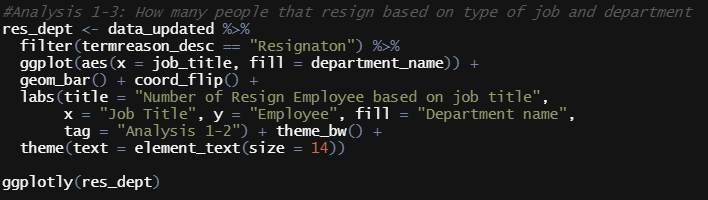 #Analysis 1-3: How many people that resign based on type of job and department
res_dept <- data_updated %>%
filter(termreason_desc == "Resignaton") %>%
ggplot(aes(x = job_title, fill = department_name)) +
geom_bar() + coord_flip() +
labs(title = "Number of Resign Employee based on job title",
x = "Job Title", y = "Employee", fill = "Department name",
tag = "Analysis 1-2") + theme_bw() +
theme(text = element_text(size = 14))
ggplotly(res_dept)